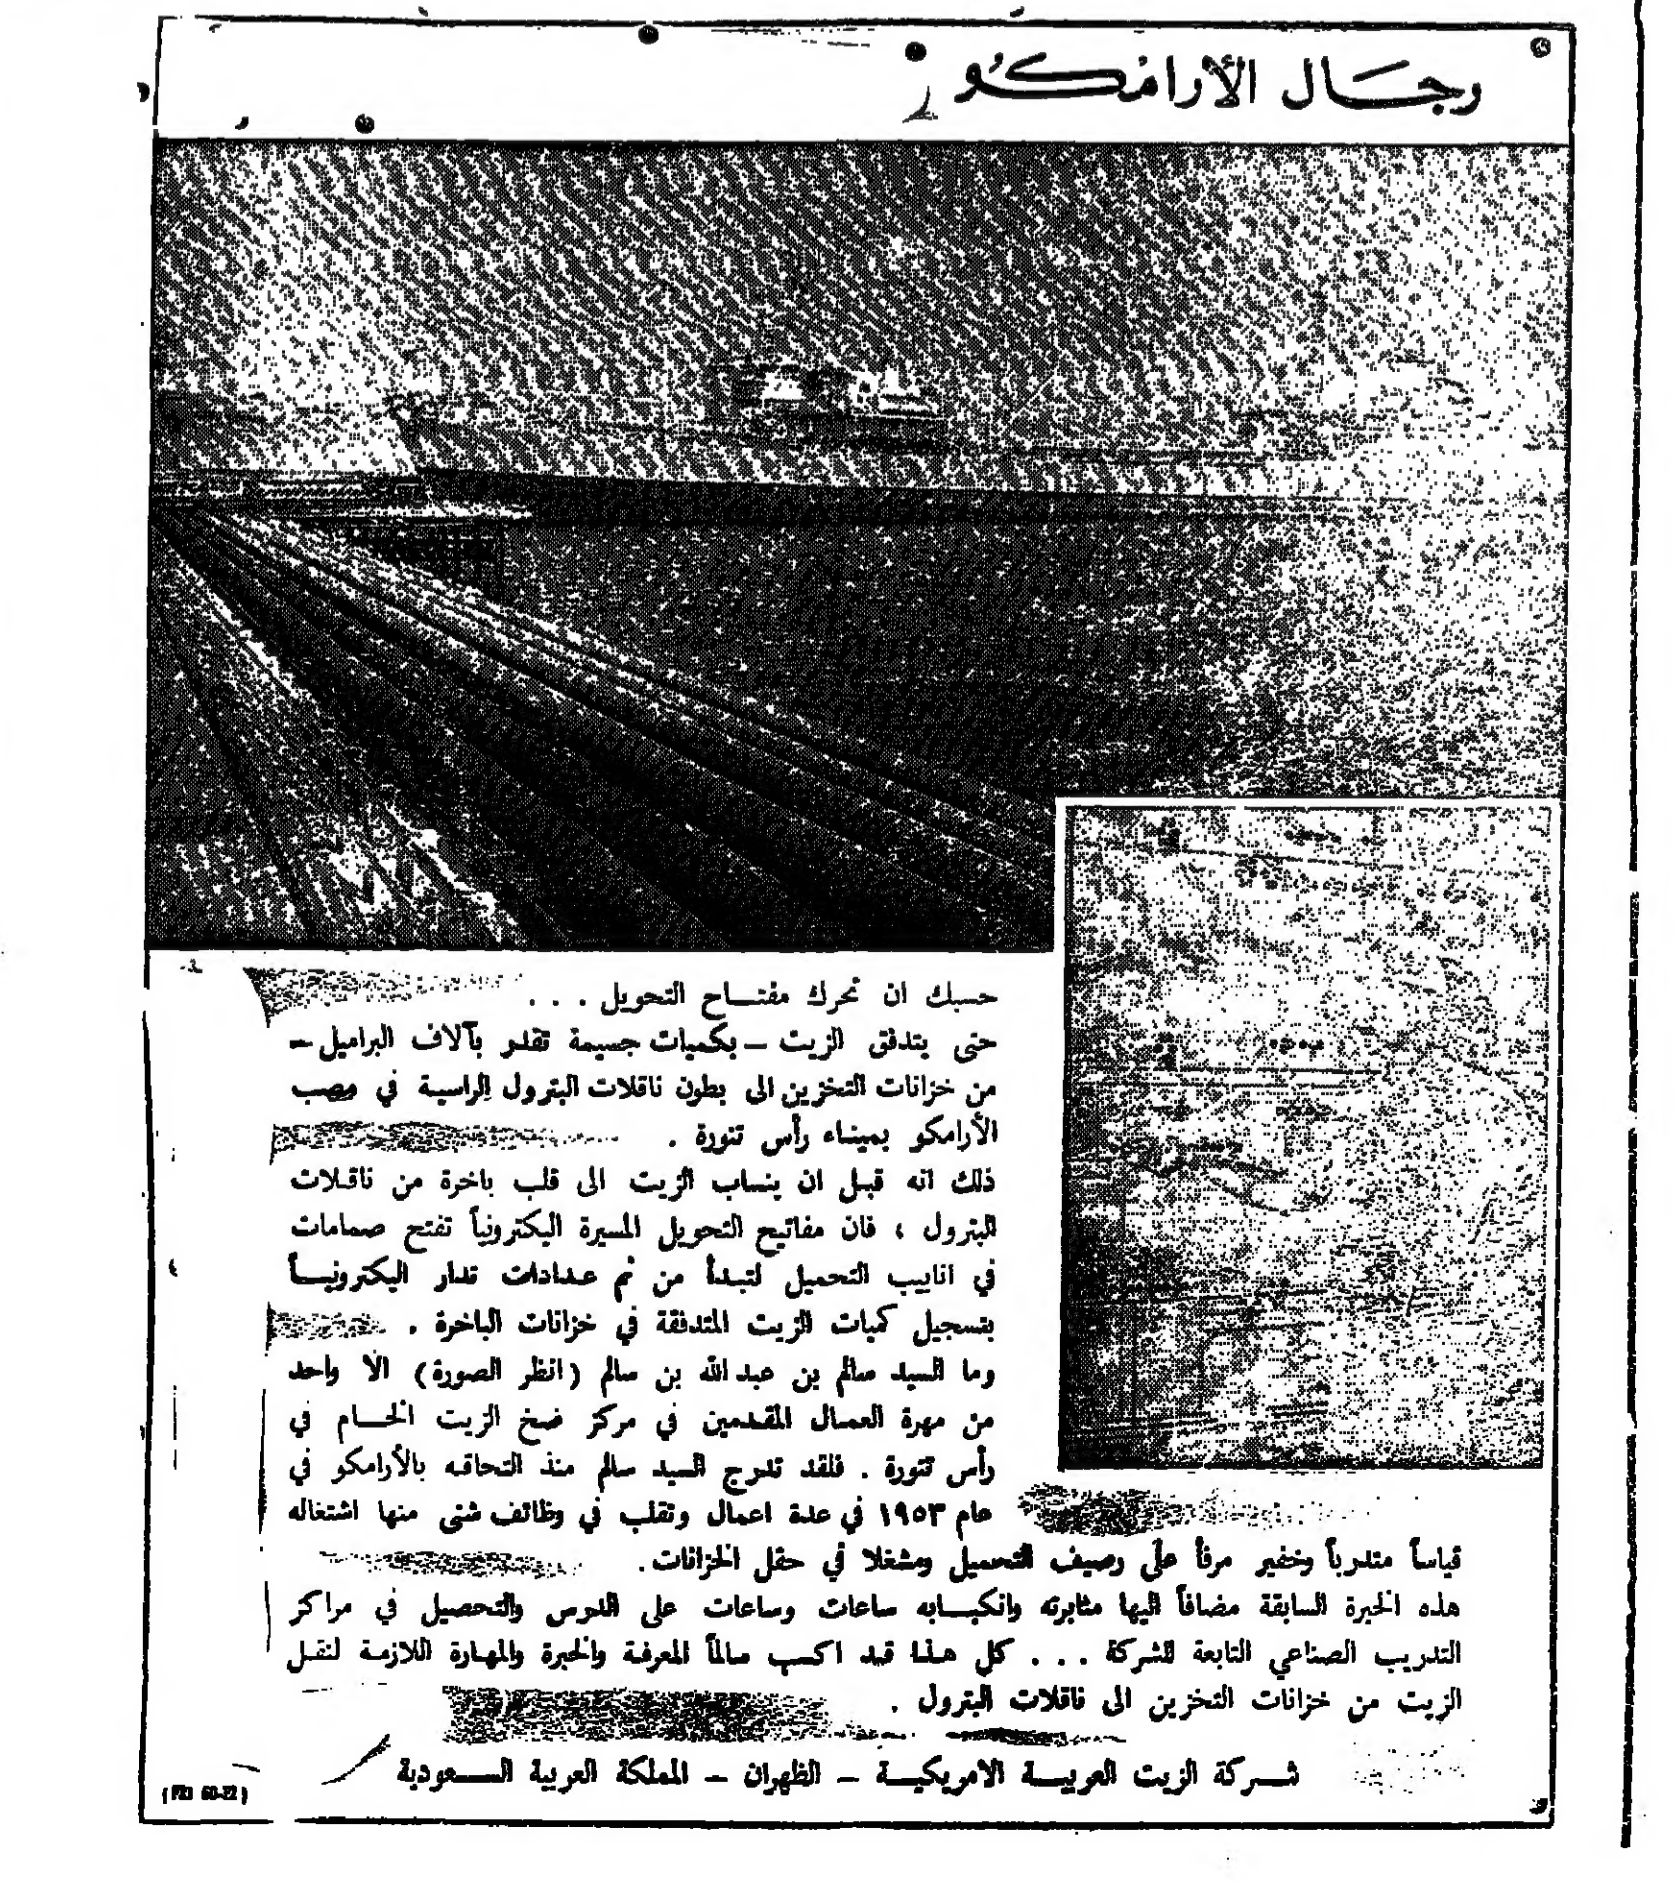 رجال الأرامكو
حسبك ان تحرك مفتاح التحويل . . .
حتى يتدفق الزيت – بكميات جسيمة تقدر بآلاف البراميل –
من خزانات التخزين الى بطون ناقلات البترول الراسية في مصب
الأرامكو بميناء رأس تنورة .
ذلك انه قبل ان ينساب الزيت الى قلب باخرة من ناقلات
البترول ، فان مفاتيح التحويل المسيرة اليكترونياً تفتح صمامات
في انابيب التحميل لتبدأ من ثم عدادات تدار اليكترونياً
بتسجيل كميات الزيت المتدفقة في خزانات الباخرة .
وما السيد سالم بن عبد الله بن سالم (انظر الصورة) الا واحد
من مهرة العمال المقدمين في مركز ضخ الزيت الخام في
رأس تنورة . فلقد تدرج السيد سالم منذ التحاقه بالأرامكو في
عام ١٩٥٣ في عدة اعمال وتقلب في وظائف شتى منها اشتغاله
قياساً متدرباً وخفير مرفأ على رصيف التحميل ومشغلا في حقل الخزانات .
هذه الخبرة السابقة مضافاً اليها مثابرته وانكبابه ساعات وساعات على الدرس والتحصيل في مراكز
التدريب الصناعي التابعة للشركة . . . كل هذا قد اكسب سالماً المعرفة والخبرة والمهارة اللازمة لنقل
الزيت من خزانات التخزين الى ناقلات البترول .
شركة الزيت العربية الامريكية – الظهران – المملكة العربية السعودية